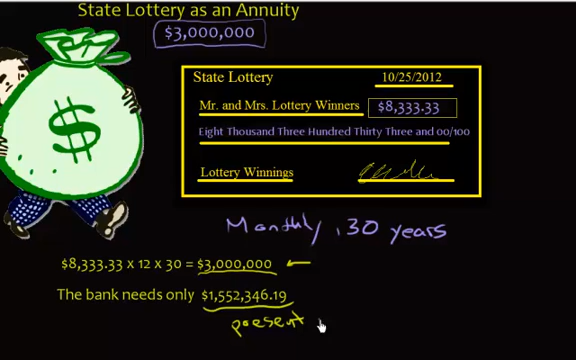 State Lottery as an Annuity
$3,000,000
State Lottery 10/25/2012
Mr. and Mrs. Lottery Winners $8,333.33
Eight Thousand Three Hundred Thirty Three and 00/100
Lottery Winnings
Monthly , 30 years
$8,333.33 x 12 x 30 = $3,000,000
The bank needs only $1,552,346.19
present
$